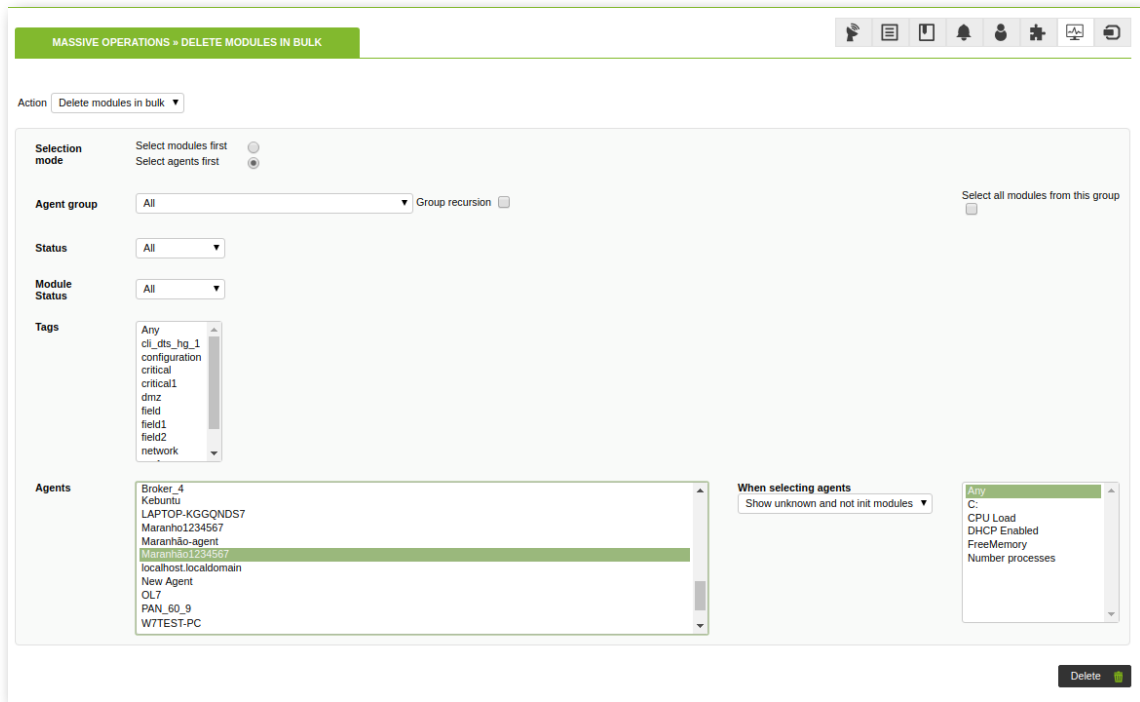 MASSIVE OPERATIONS » DELETE MODULES IN BULK
Action Delete modules in bulk
Selection mode
Select modules first
Select agents first
Agent group All Group recursion
Select all modules from this group
Status All
Module Status All
Tags
Any
cli_dts_hg_1
configuration
critical
critical1
dmz
field
field1
field2
network
Agents
Broker_4
Kebuntu
LAPTOP-KGGQNDS7
Maranho1234567
Maranhão-agent
Maranhão1234567
localhost.localdomain
New Agent
OL7
PAN_60_9
W7TEST-PC
When selecting agents
Show unknown and not init modules
Any
C:
CPU Load
DHCP Enabled
FreeMemory
Number processes
Delete